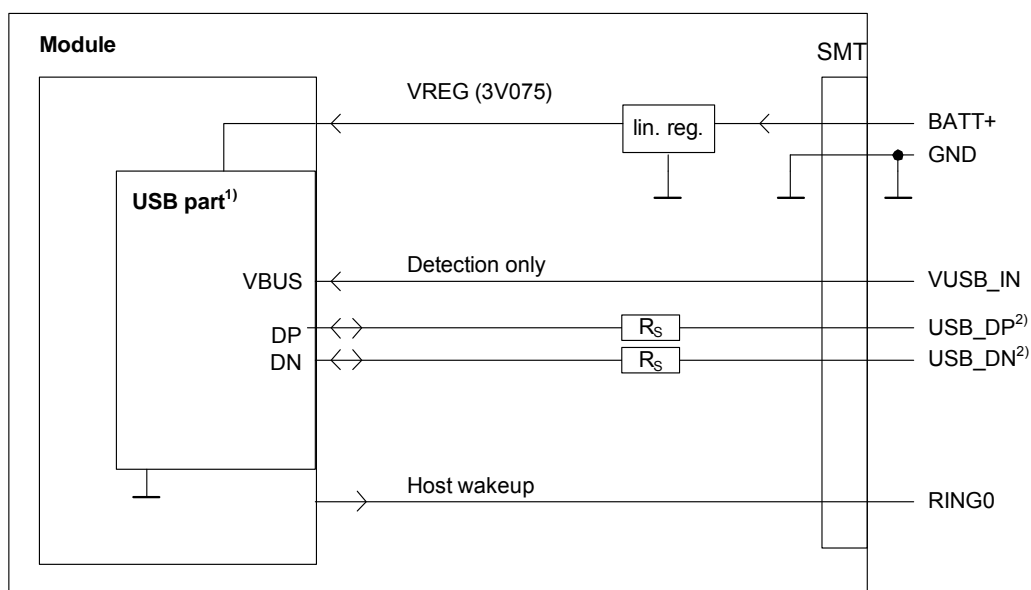 Module
SMT
VREG (3V075)
lin. reg.
BATT+
GND
USB part1)
Detection only
VBUS
VUSB_IN
DP
RS
USB_DP2)
DN
RS
USB_DN2)
Host wakeup
RING0